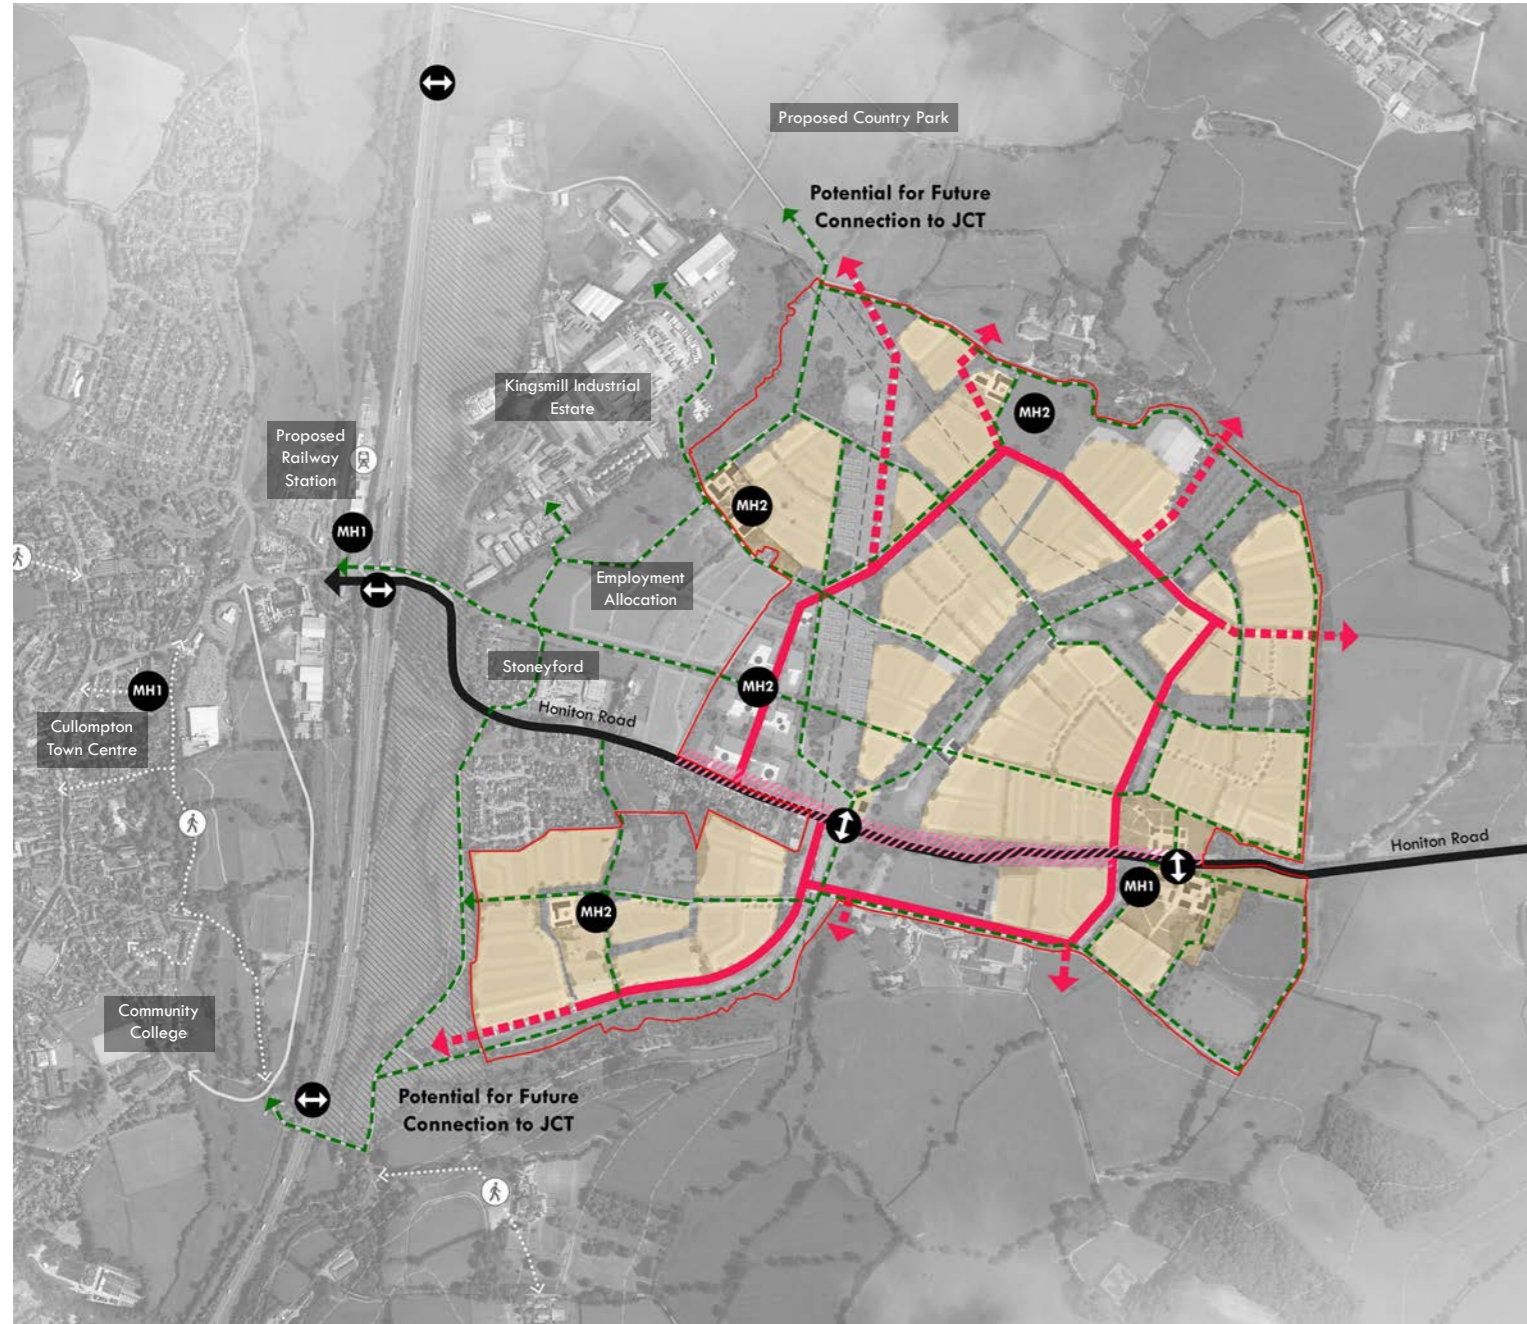 Proposed Country Park
Potential for Future
Connection to JCT
Kingsmill Industrial
Estate
MH2
Proposed
Railway
Station
MH2
MH1
Employment
Allocation
Stoneyford
MH2
MH1
Honiton Road
Cullompton
Town Centre
Honiton Road
MH1
MH2
Community
College
Potential for Future
Connection to JCT